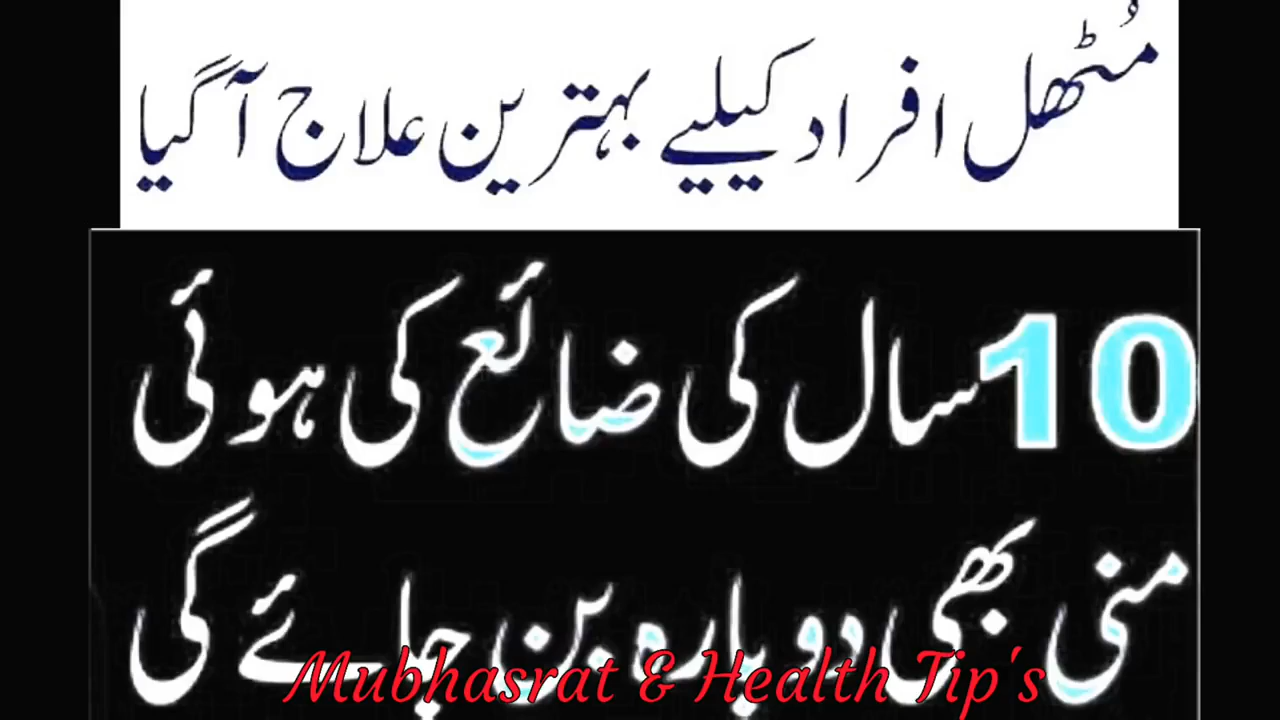 مُٹھل افراد کیلیے بہترین علاج آگیا
10 سال کی ضائع کی ہوئی
منی بھی دوبارہ بن جائے گی
Mubhasrat & Health Tip's